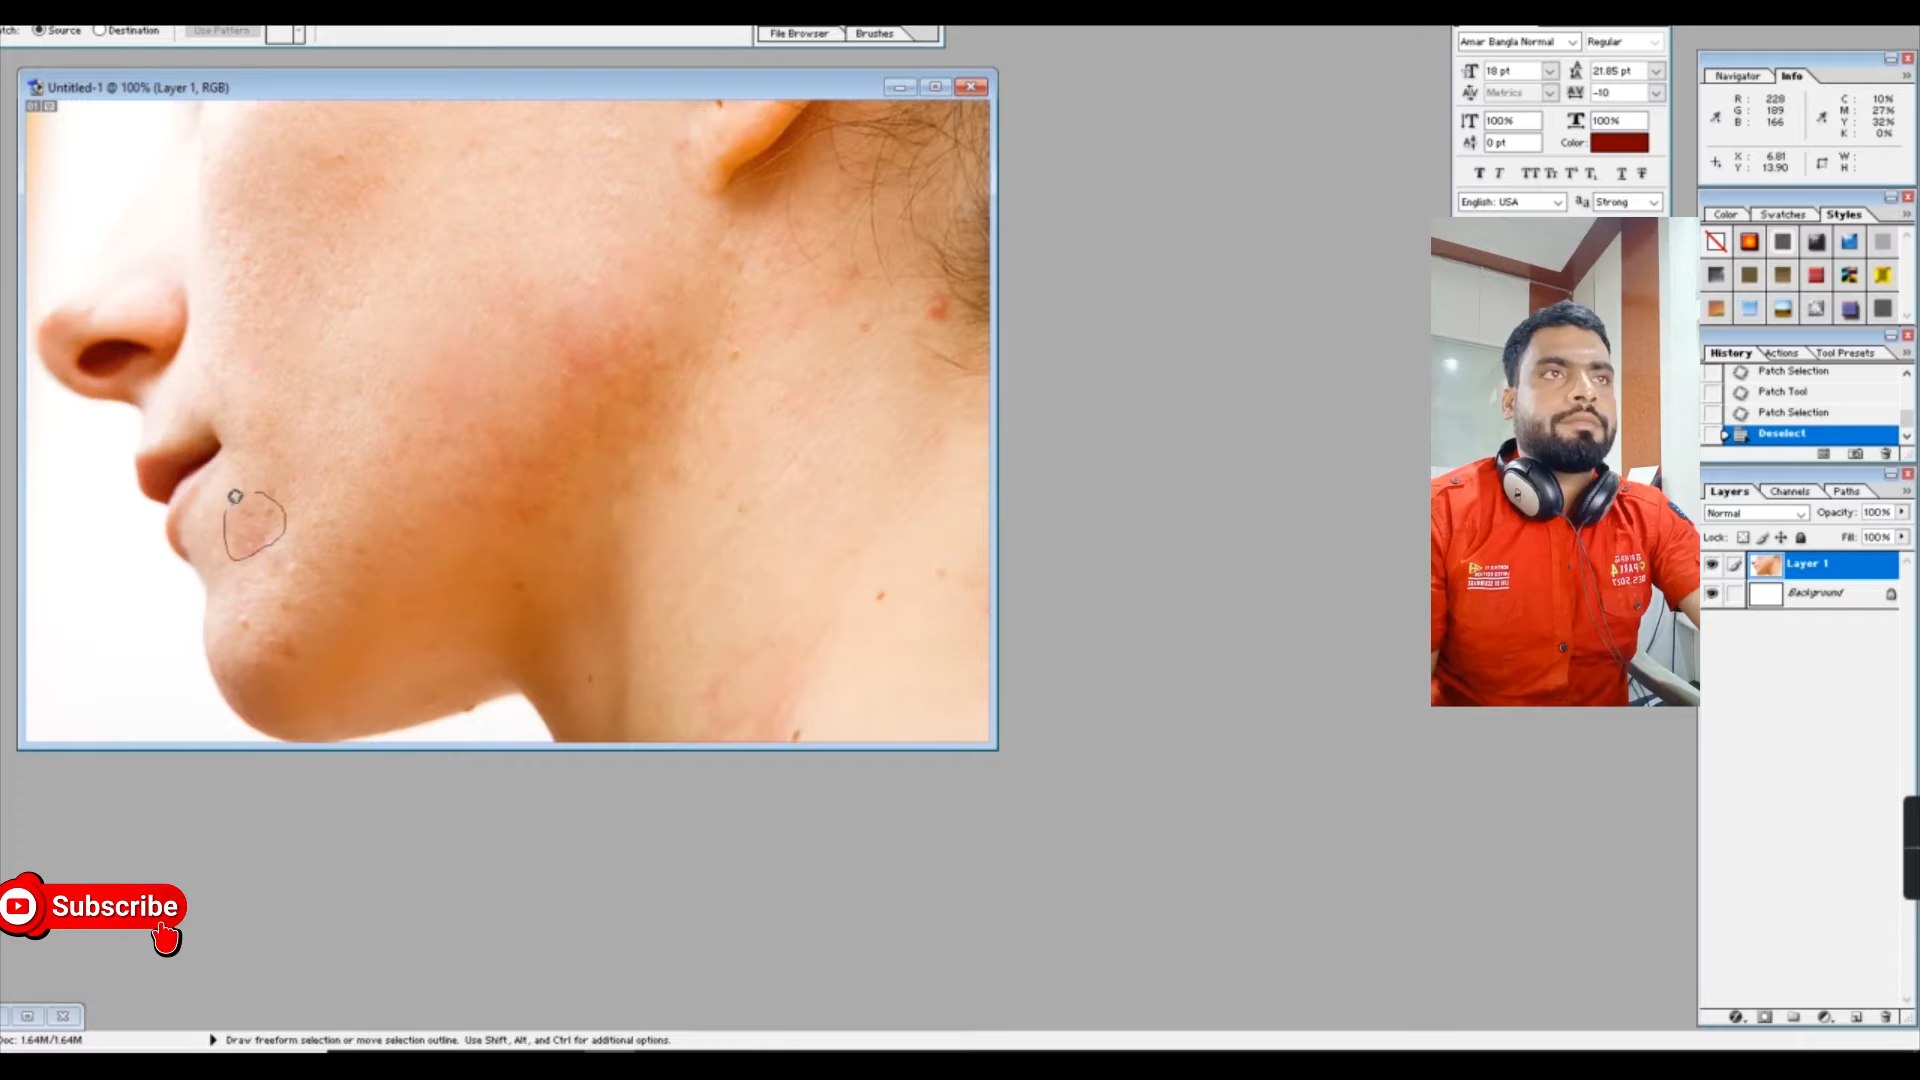 Source Destination Use Pattern
File Browser Brushes
Amar Bangla Normal Regular
18 pt 21.85 pt
Metrics -10
100% 100%
0 pt Color:
English: USA aa Strong
Navigator Info
R: 228 C: 10%
G: 189 M: 27%
B: 166 Y: 32%
K: 0%
X: 6.81 W:
Y: 13.90 H:
Color Swatches Styles
History Actions Tool Presets
Patch Selection
Patch Tool
Patch Selection
Deselect
Layers Channels Paths
Normal Opacity: 100%
Lock: Fill: 100%
Layer 1
Background
Untitled-1 @ 100% (Layer 1, RGB)
Subscribe
Doc: 1.64M/1.64M Draw freeform selection or move selection outline. Use Shift, Alt, and Ctrl for additional options.